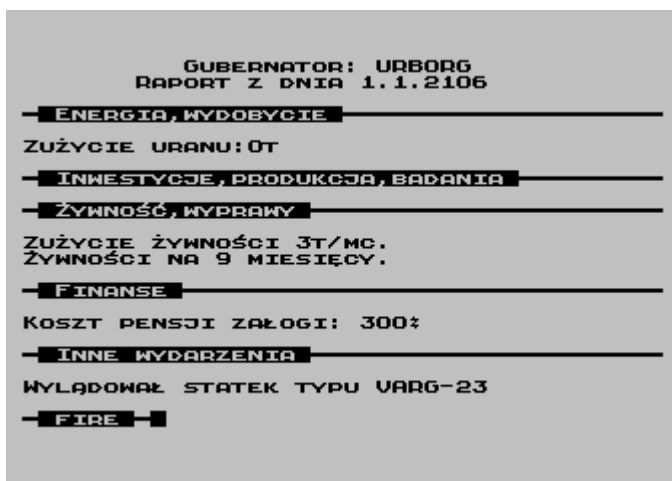 Gubernator: URBORG
Raport z dnia 1.1.2106
Energia,wydobycie
Zużycie uranu:0t
Inwestycje,produkcja,badania
Żywność,wyprawy
Zużycie żywności 3t/mc.
Żywności na 9 miesięcy.
Finanse
Koszt pensji załogi: 300$
Inne wydarzenia
Wylądował statek typu VARG-23
FIRE